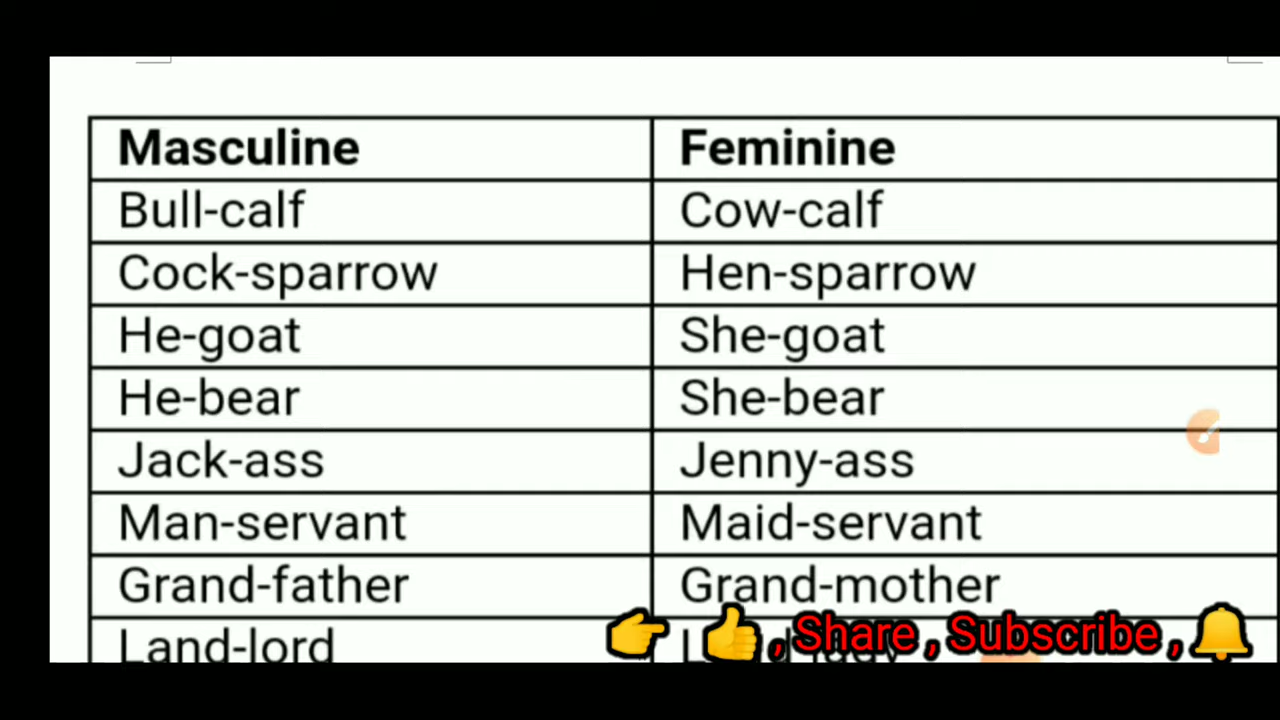 Masculine Feminine
Bull-calf Cow-calf
Cock-sparrow Hen-sparrow
He-goat She-goat
He-bear She-bear
Jack-ass Jenny-ass
Man-servant Maid-servant
Grand-father Grand-mother
Land-lord
👉 👍, Share, Subscribe, 🔔